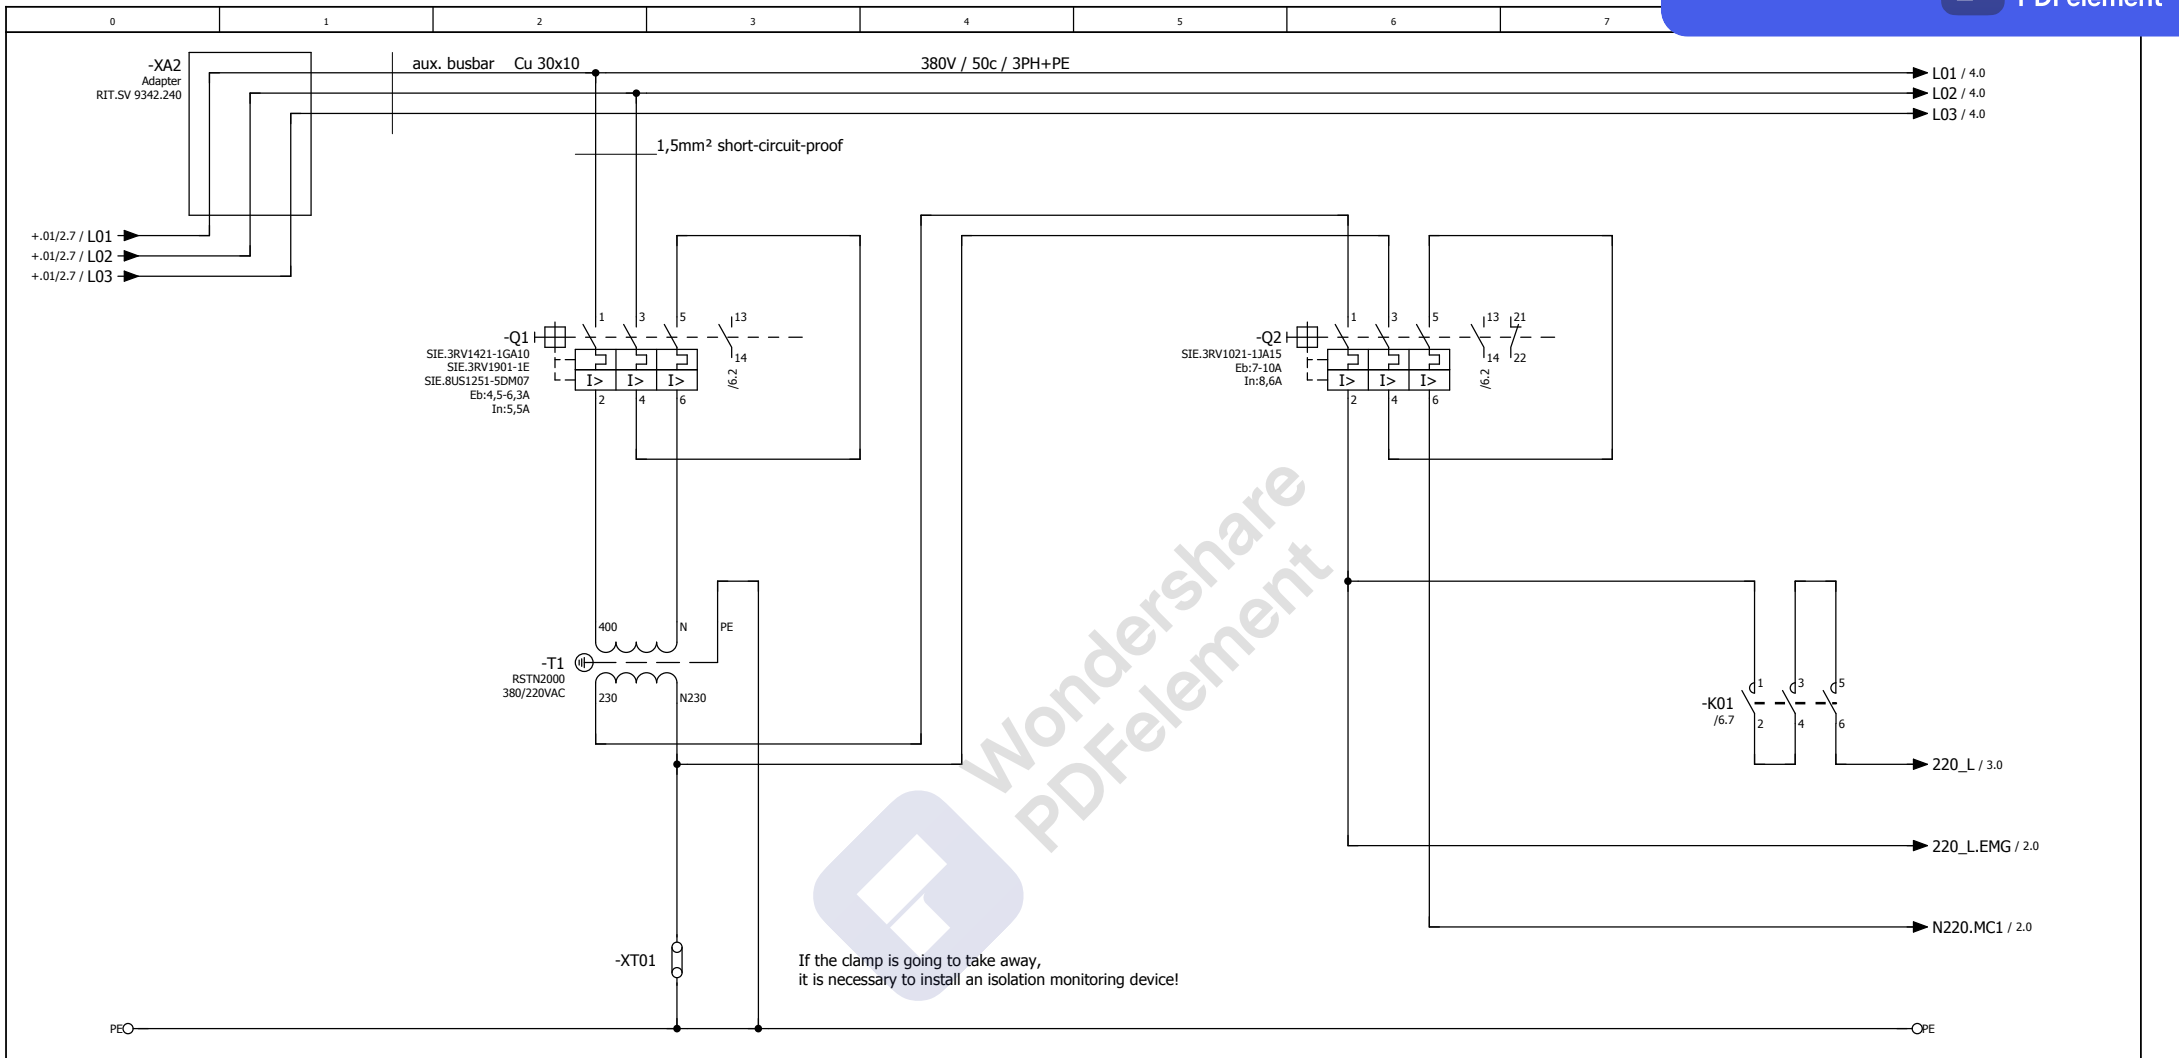 0 1 2 3 4 5 6 7
PDFelement
-XA2
Adapter
RIT.SV 9342.240
aux. busbar Cu 30x10
380V / 50c / 3PH+PE
L01 / 4.0
L02 / 4.0
L03 / 4.0
1,5mm² short-circuit-proof
+.01/2.7 / L01
+.01/2.7 / L02
+.01/2.7 / L03
-Q1
SIE.3RV1421-1GA10
SIE.3RV1901-1E
SIE.8US1251-5DM07
Eb:4,5-6,3A
In:5,5A
1 3 5 13
14
I> I> I>
2 4 6
/6.2
-Q2
SIE.3RV1021-1JA15
Eb:7-10A
In:8,6A
1 3 5 13 21
14 22
I> I> I>
2 4 6
/6.2
400 N PE
-T1
RSTN2000
380/220VAC
230 N230
-K01
/6.7
1 3 5
2 4 6
220_L / 3.0
220_L.EMG / 2.0
N220.MC1 / 2.0
-XT01
If the clamp is going to take away,
it is necessary to install an isolation monitoring device!
PE
PE
Wondershare
PDFelement